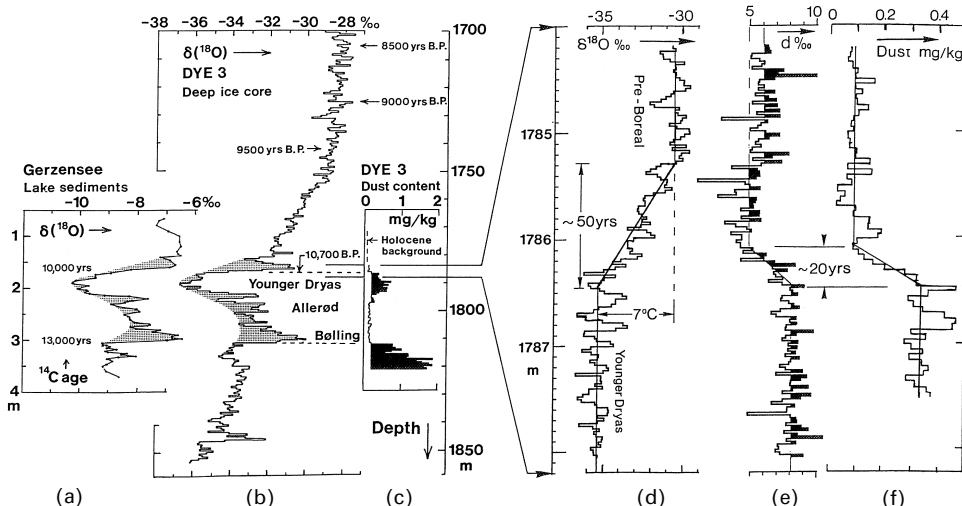 -38 -36 -34 -32 -30 -28 ‰
δ(¹⁸O) →
DYE 3
Deep ice core
8500 yrs B.P.
9000 yrs B.P.
9500 yrs B.P.
1700
1750
1800
1850
m
Gerzensee
Lake sediments
-10 -8 -6‰
δ(¹⁸O) →
1
2
3
4
m
10,000 yrs
13,000 yrs
¹⁴C age
10,700 B.P.
Younger Dryas
Allerød
Bølling
DYE 3
Dust content
0 1 2
mg/kg
Holocene
background
Depth
-35 -30
δ¹⁸O ‰
1785
1786
1787
m
Pre-Boreal
~50yrs
7°C
Younger Dryas
5 10
d ‰
~20yrs
0 0.2 0.4
Dust mg/kg
(a) (b) (c) (d) (e) (f)